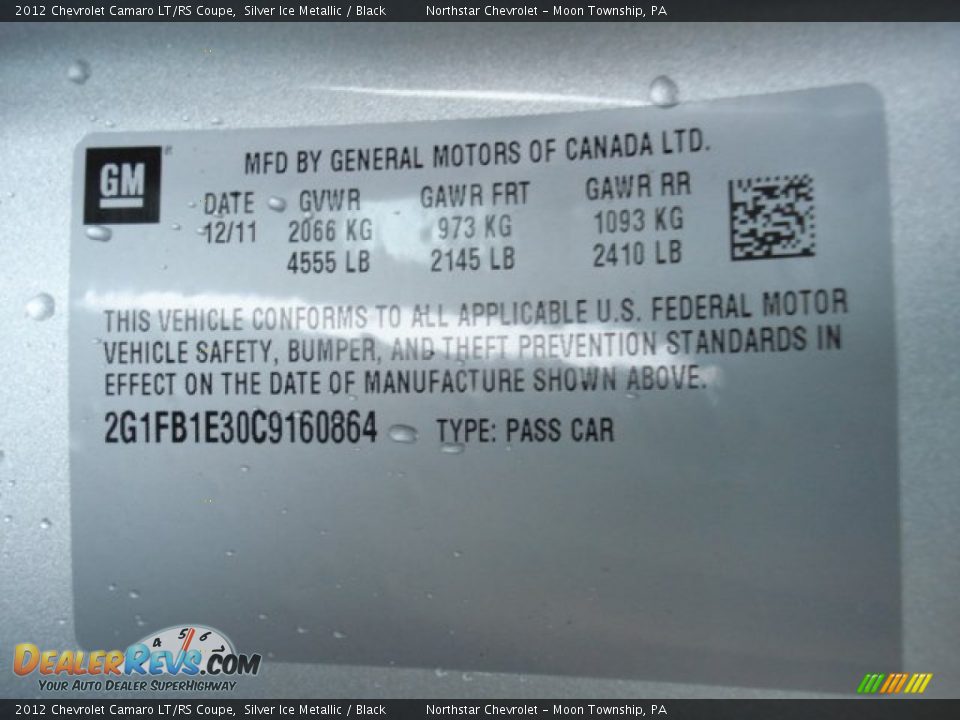 2012 Chevrolet Camaro LT/RS Coupe, Silver Ice Metallic / Black Northstar Chevrolet - Moon Township, PA
GM
MFD BY GENERAL MOTORS OF CANADA LTD.
DATE GVWR GAWR FRT GAWR RR
12/11 2066 KG 973 KG 1093 KG
4555 LB 2145 LB 2410 LB
THIS VEHICLE CONFORMS TO ALL APPLICABLE U.S. FEDERAL MOTOR
VEHICLE SAFETY, BUMPER, AND THEFT PREVENTION STANDARDS IN
EFFECT ON THE DATE OF MANUFACTURE SHOWN ABOVE.
2G1FB1E30C9160864 TYPE: PASS CAR
4 5 6
DEALERREVS.COM
YOUR AUTO DEALER SUPERHIGHWAY
2012 Chevrolet Camaro LT/RS Coupe, Silver Ice Metallic / Black Northstar Chevrolet - Moon Township, PA